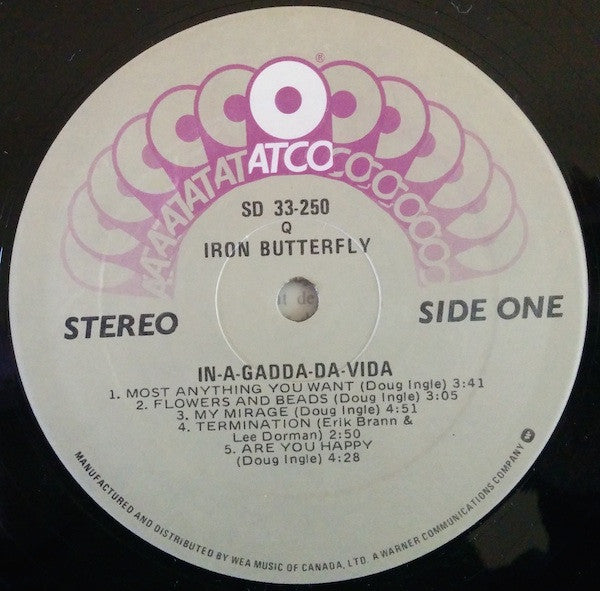 ®
ATATATATATATCOCOCOCOCOCO
SD 33-250
Q
IRON BUTTERFLY
STEREO
SIDE ONE
IN-A-GADDA-DA-VIDA
1. MOST ANYTHING YOU WANT (Doug Ingle) 3:41
2. FLOWERS AND BEADS (Doug Ingle) 3:05
3. MY MIRAGE (Doug Ingle) 4:51
4. TERMINATION (Erik Brann &
Lee Dorman) 2:50
5. ARE YOU HAPPY
(Doug Ingle) 4:28
MANUFACTURED AND DISTRIBUTED BY WEA MUSIC OF CANADA, LTD. A WARNER COMMUNICATIONS COMPANY